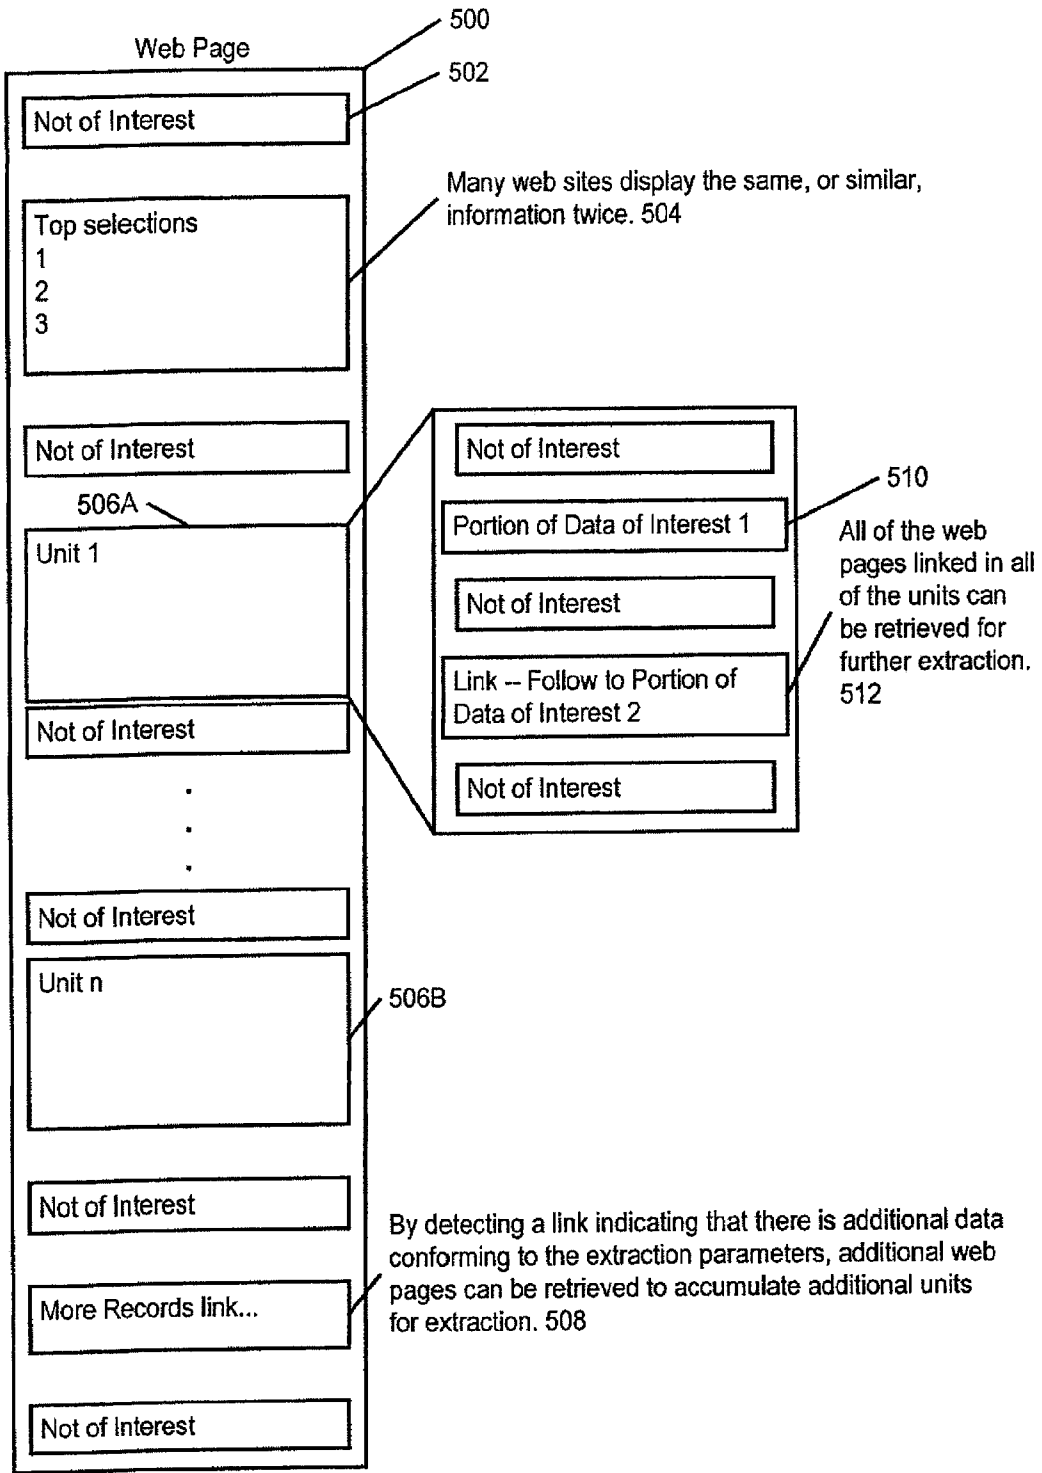 500
Web Page
502
Not of Interest
Many web sites display the same, or similar,
information twice. 504
Top selections
1
2
3
Not of Interest
506A
Unit 1
Not of Interest
510
Portion of Data of Interest 1
Not of Interest
Link -- Follow to Portion of
Data of Interest 2
Not of Interest
All of the web
pages linked in all
of the units can
be retrieved for
further extraction.
512
Not of Interest
.
.
.
Not of Interest
Unit n
506B
Not of Interest
By detecting a link indicating that there is additional data
conforming to the extraction parameters, additional web
pages can be retrieved to accumulate additional units
for extraction. 508
More Records link...
Not of Interest